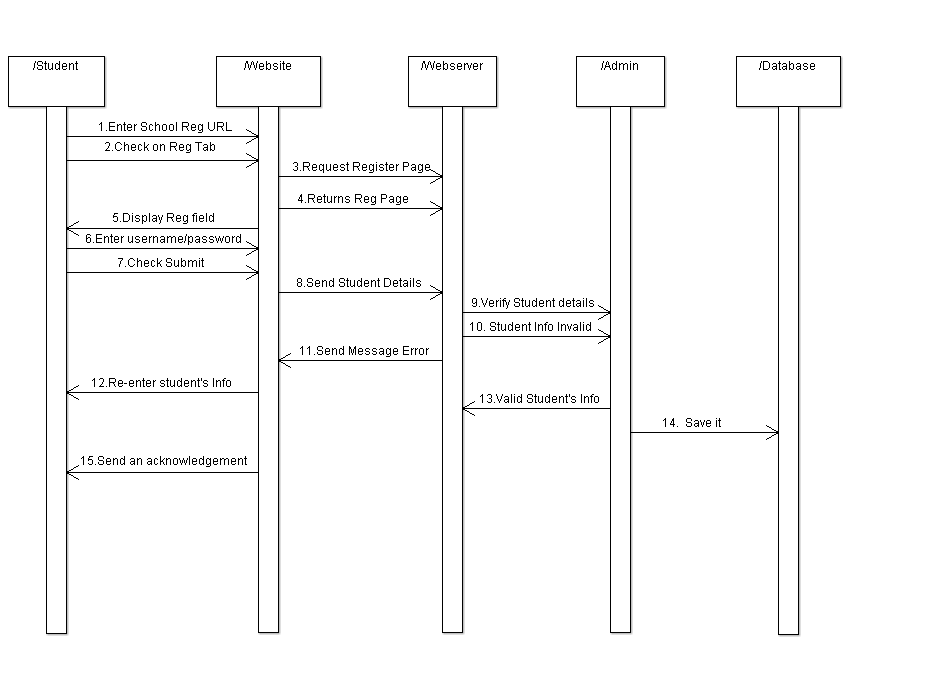 /Student
/Website
/Webserver
/Admin
/Database
1.Enter School Reg URL
2.Check on Reg Tab
3.Request Register Page
4.Returns Reg Page
5.Display Reg field
6.Enter username/password
7.Check Submit
8.Send Student Details
9.Verify Student details
10. Student Info Invalid
11.Send Message Error
12.Re-enter student's Info
13.Valid Student's Info
14.  Save it
15.Send an acknowledgement